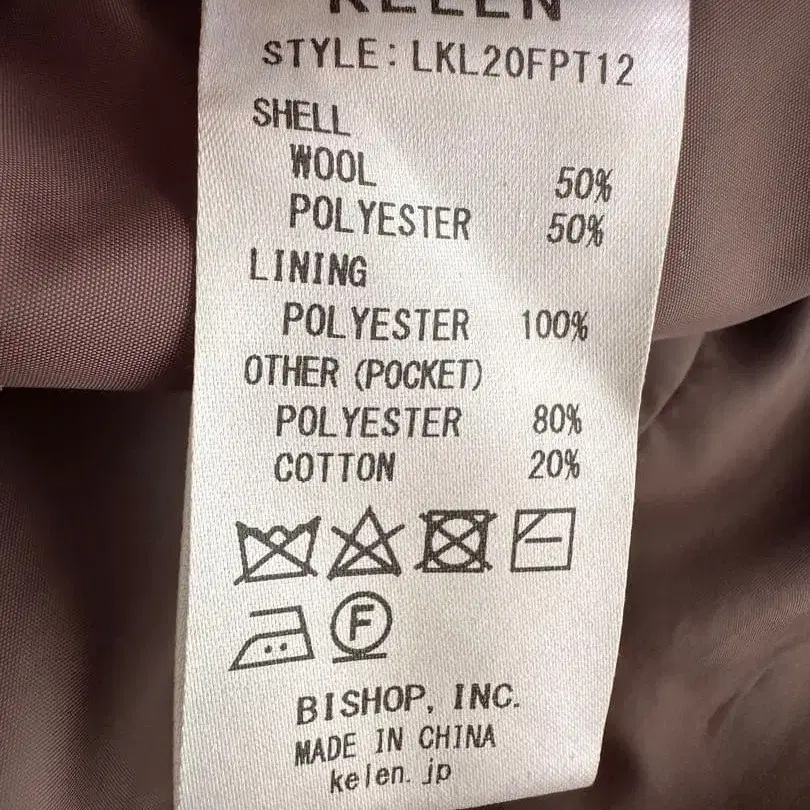 KELEN
STYLE: LKL20FPT12
SHELL
WOOL 50%
POLYESTER 50%
LINING
POLYESTER 100%
OTHER (POCKET)
POLYESTER 80%
COTTON 20%
F
BISHOP, INC.
MADE IN CHINA
kelen.jp